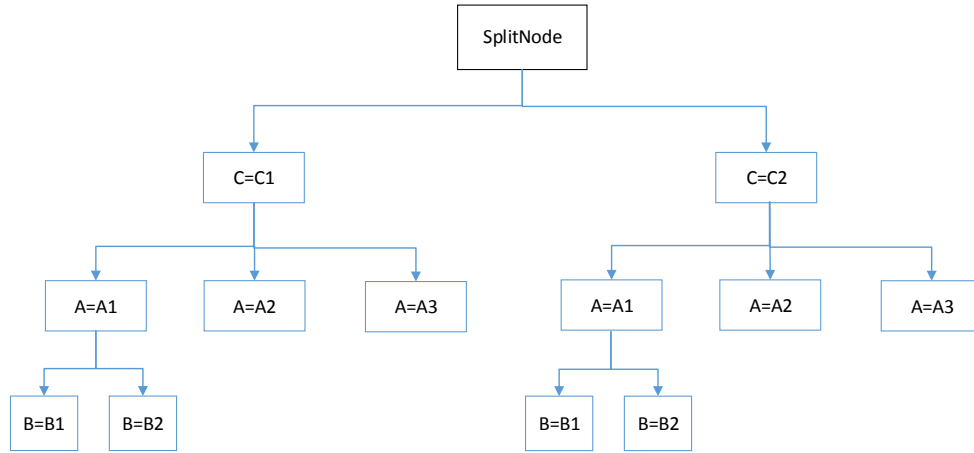 SplitNode
C=C1
C=C2
A=A1
A=A2
A=A3
A=A1
A=A2
A=A3
B=B1
B=B2
B=B1
B=B2